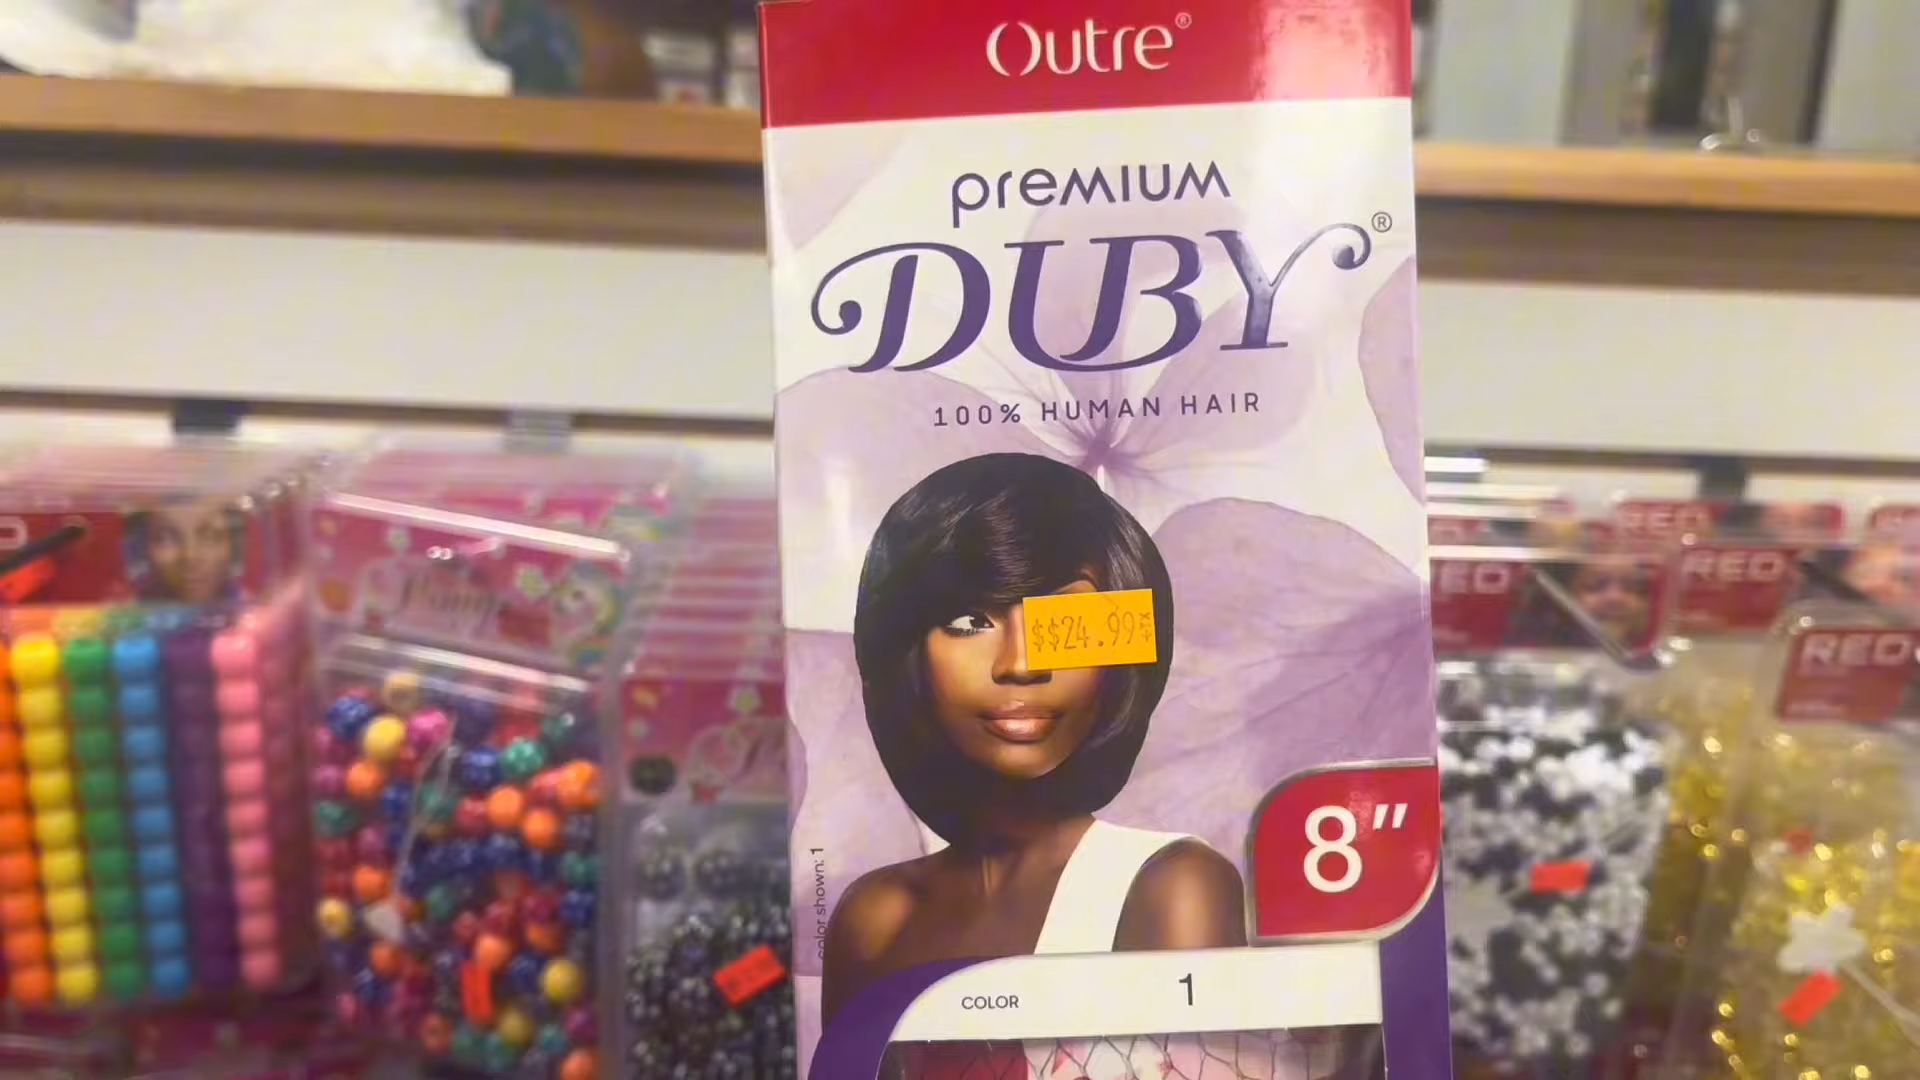 Outre®
premium
DUBY®
100% HUMAN HAIR
$$24.99
8"
color shown: 1
COLOR 1
RED
RED
RED
RED